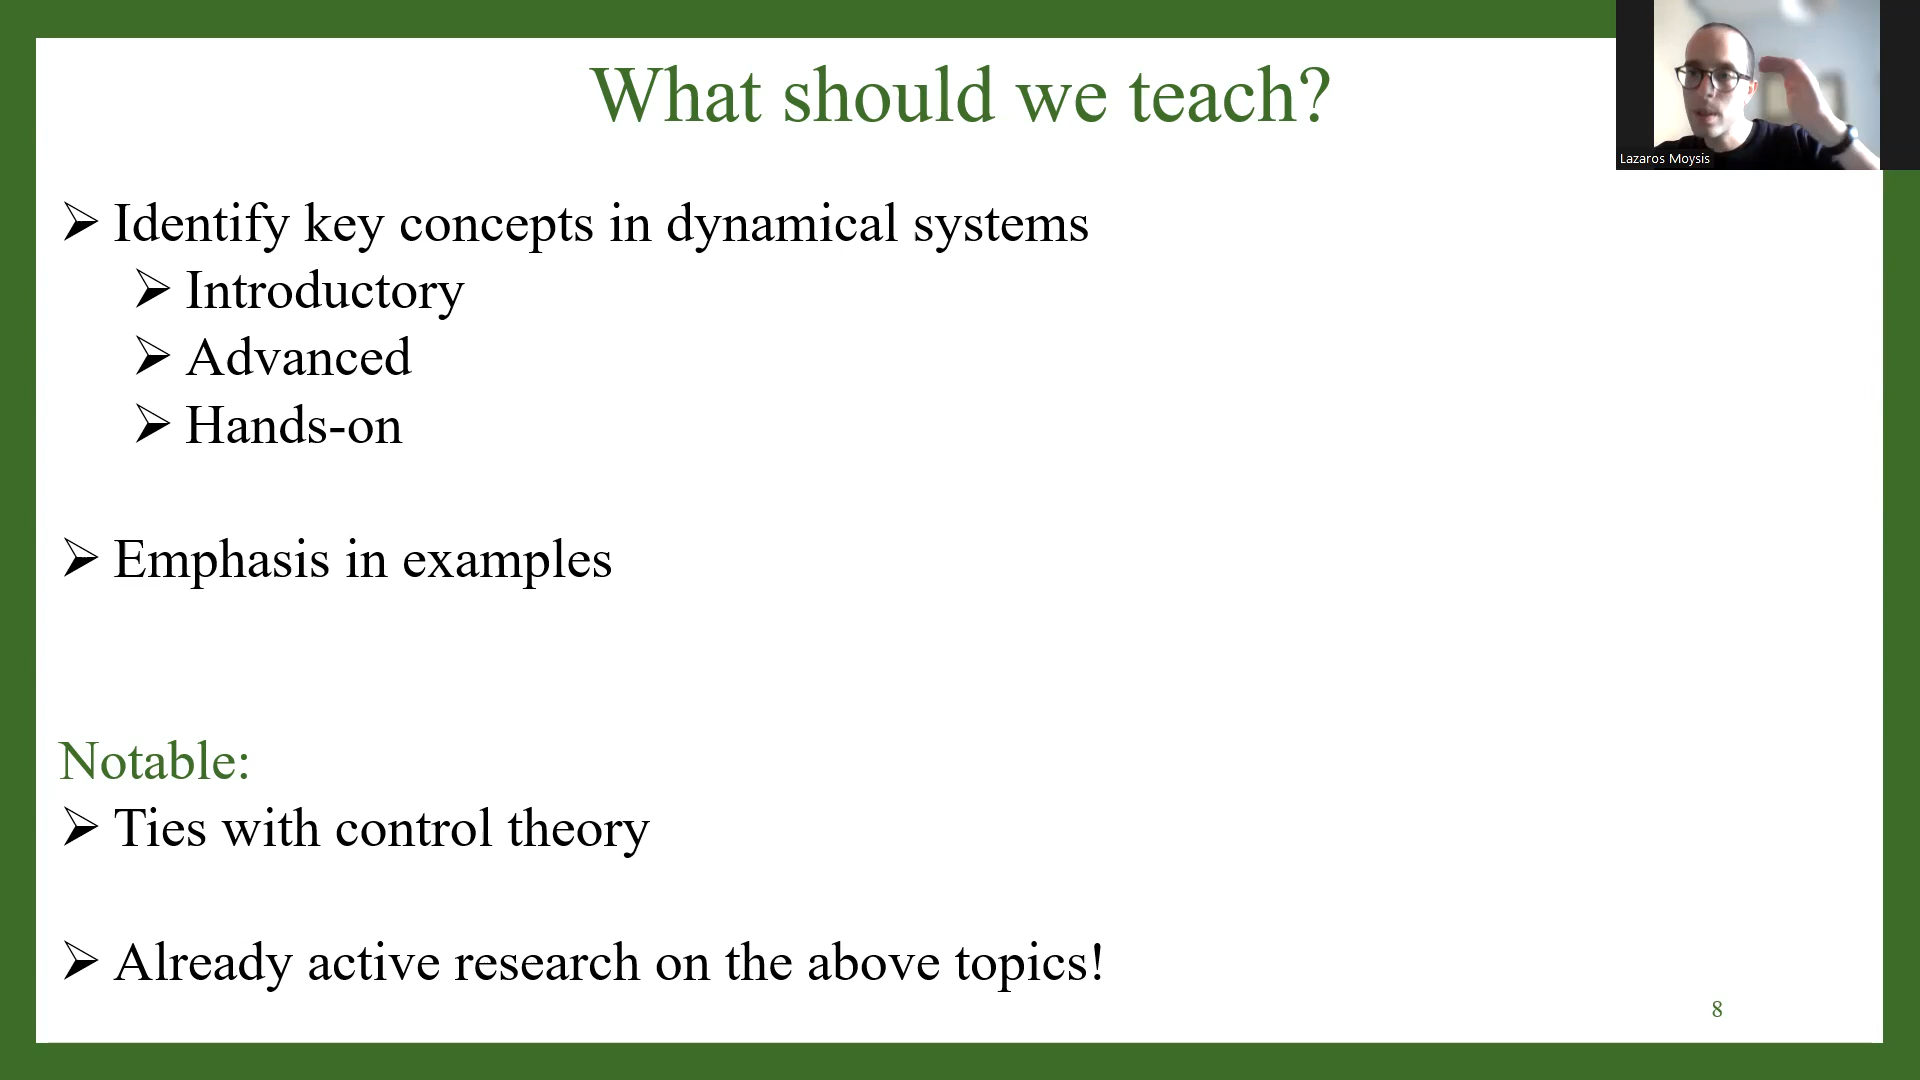 What should we teach?
Lazaros Moysis
➢ Identify key concepts in dynamical systems
➢ Introductory
➢ Advanced
➢ Hands-on
➢ Emphasis in examples
Notable:
➢ Ties with control theory
➢ Already active research on the above topics!
8